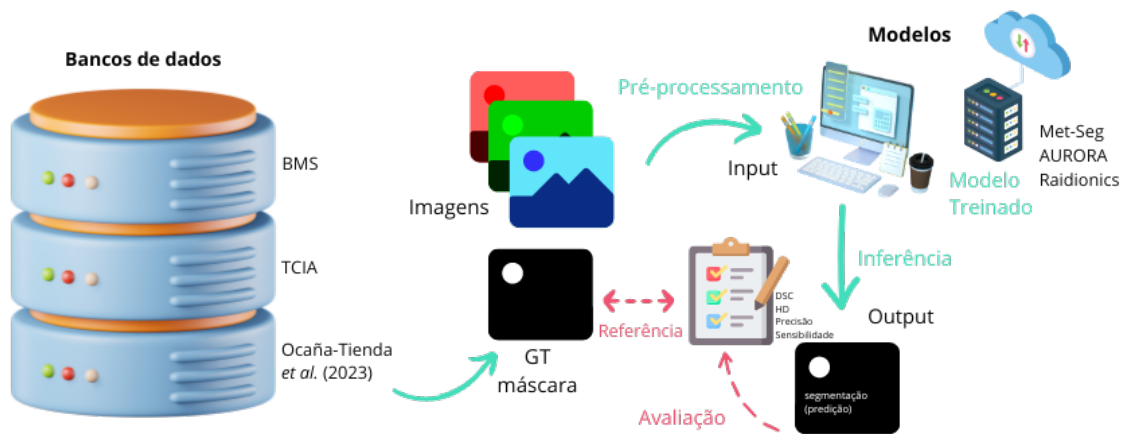 Bancos de dados
BMS
TCIA
Ocaña-Tienda
et al. (2023)
Imagens
GT
máscara
Pré-processamento
Modelos
Input
Met-Seg
AURORA
Raidionics
Modelo
Treinado
Inferência
Output
segmentação
(predição)
DSC
HD
Precisão
Sensibilidade
Referência
Avaliação